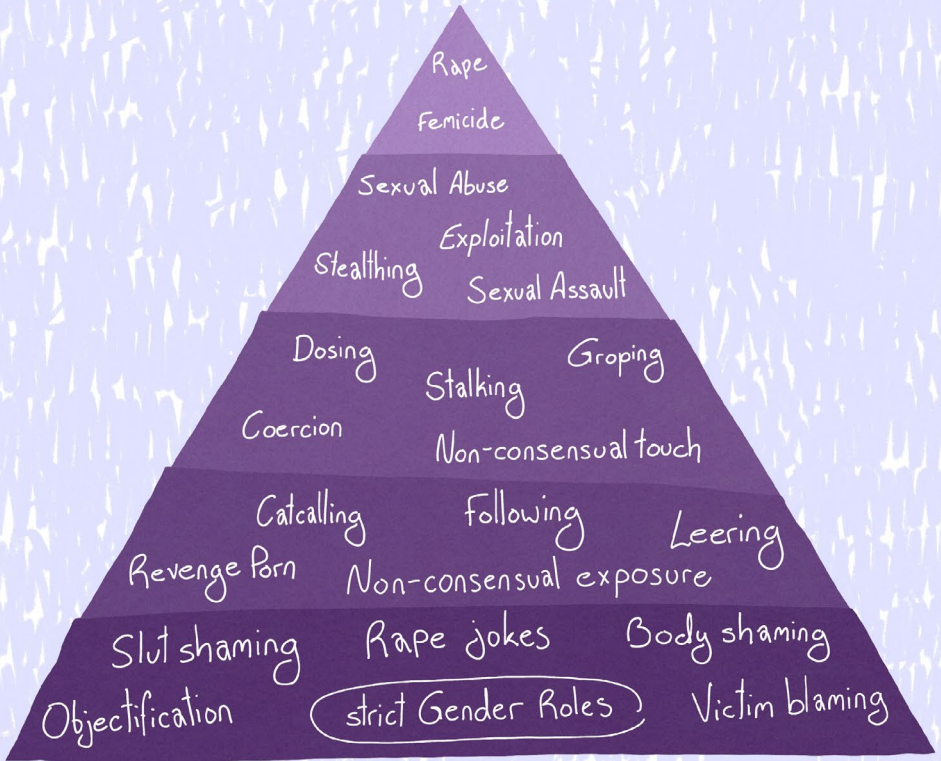 Rape
Femicide
Sexual Abuse
Exploitation
Stealthing
Sexual Assault
Dosing
Groping
Stalking
Coercion
Non-consensual touch
Catcalling
Following
Leering
Revenge Porn
Non-consensual exposure
Slut shaming
Rape jokes
Body shaming
Objectification
strict Gender Roles
Victim blaming